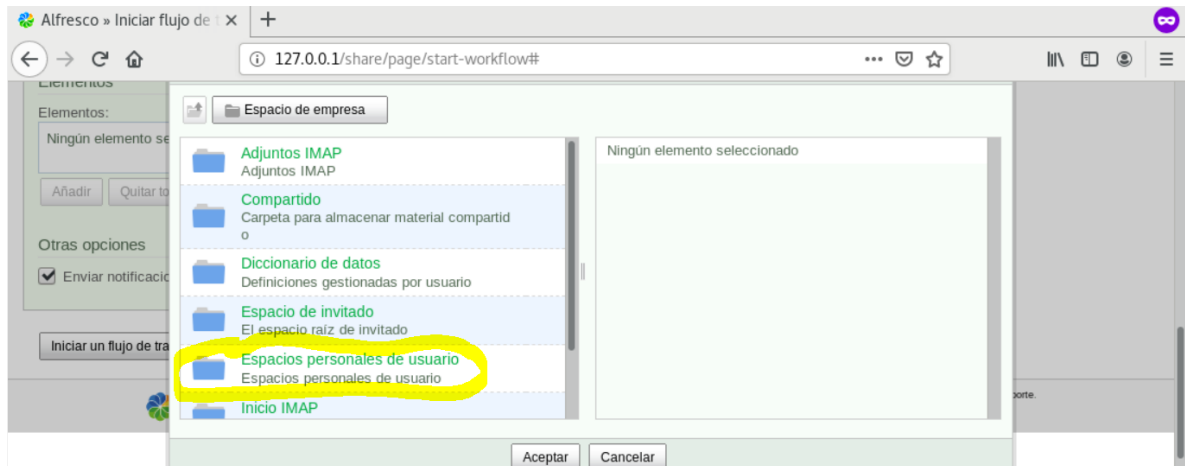 Alfresco » Iniciar flujo de t
127.0.0.1/share/page/start-workflow#
Elementos
Elementos:
Ningún elemento se
Añadir
Quitar to
Otras opciones
Enviar notificacic
Iniciar un flujo de tra
Espacio de empresa
Adjuntos IMAP
Adjuntos IMAP
Compartido
Carpeta para almacenar material compartid
o
Diccionario de datos
Definiciones gestionadas por usuario
Espacio de invitado
El espacio raíz de invitado
Espacios personales de usuario
Espacios personales de usuario
Inicio IMAP
Ningún elemento seleccionado
porte.
Aceptar
Cancelar